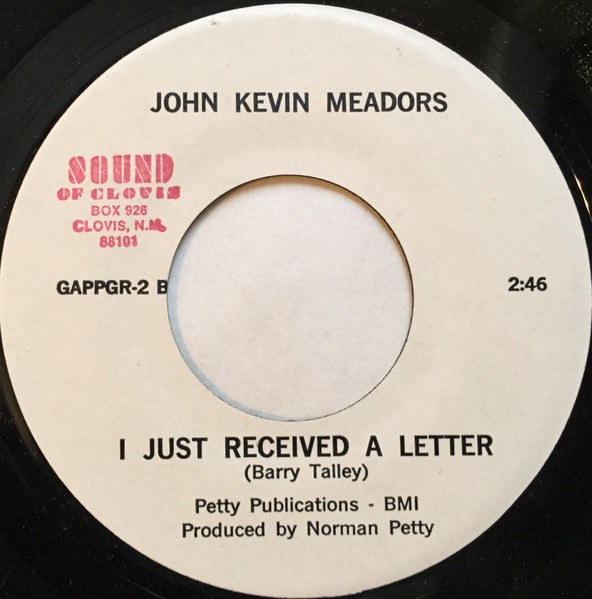 JOHN KEVIN MEADORS
SOUND
OF CLOVIS
BOX 926
CLOVIS, N.M.
88101
GAPPGR-2 B
2:46
I JUST RECEIVED A LETTER
(Barry Talley)
Petty Publications - BMI
Produced by Norman Petty